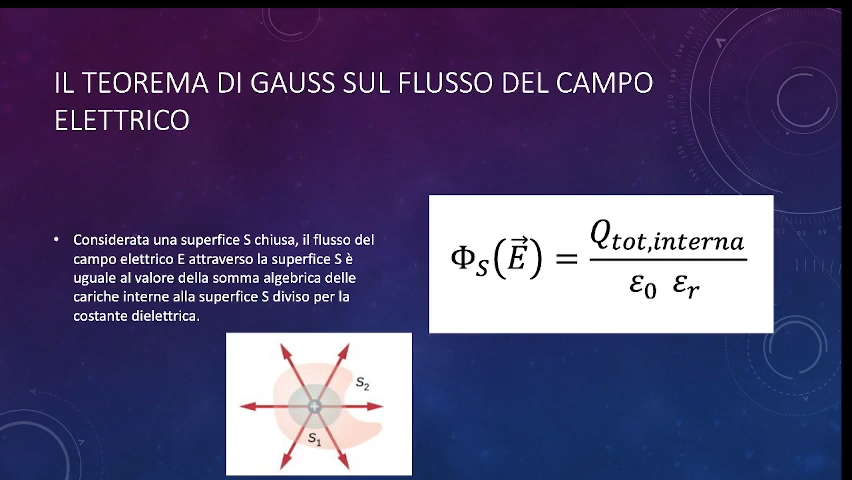 IL TEOREMA DI GAUSS SUL FLUSSO DEL CAMPO
ELETTRICO
• Considerata una superfice S chiusa, il flusso del
campo elettrico E attraverso la superfice S è
uguale al valore della somma algebrica delle
cariche interne alla superfice S diviso per la
costante dielettrica.
Φ_S(E⃗) = Q_tot,interna / ε₀ ε_r
S₂
+
S₁